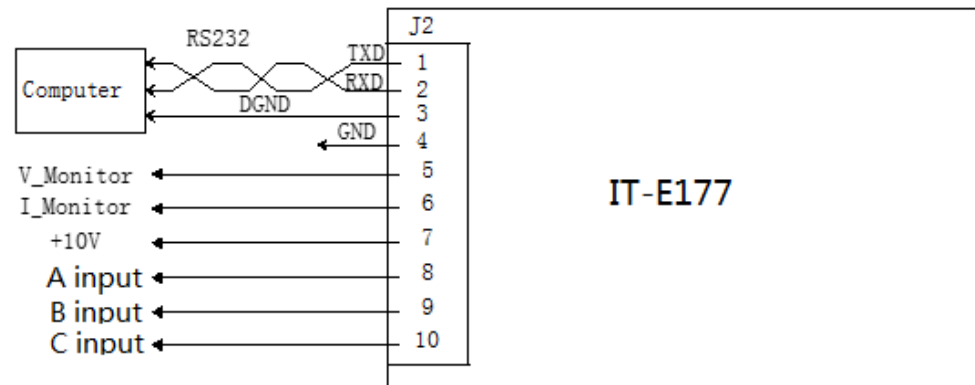 J2
RS232
TXD 1
Computer
RXD 2
DGND 3
GND 4
V_Monitor 5
I_Monitor 6
IT-E177
+10V 7
A input 8
B input 9
C input 10